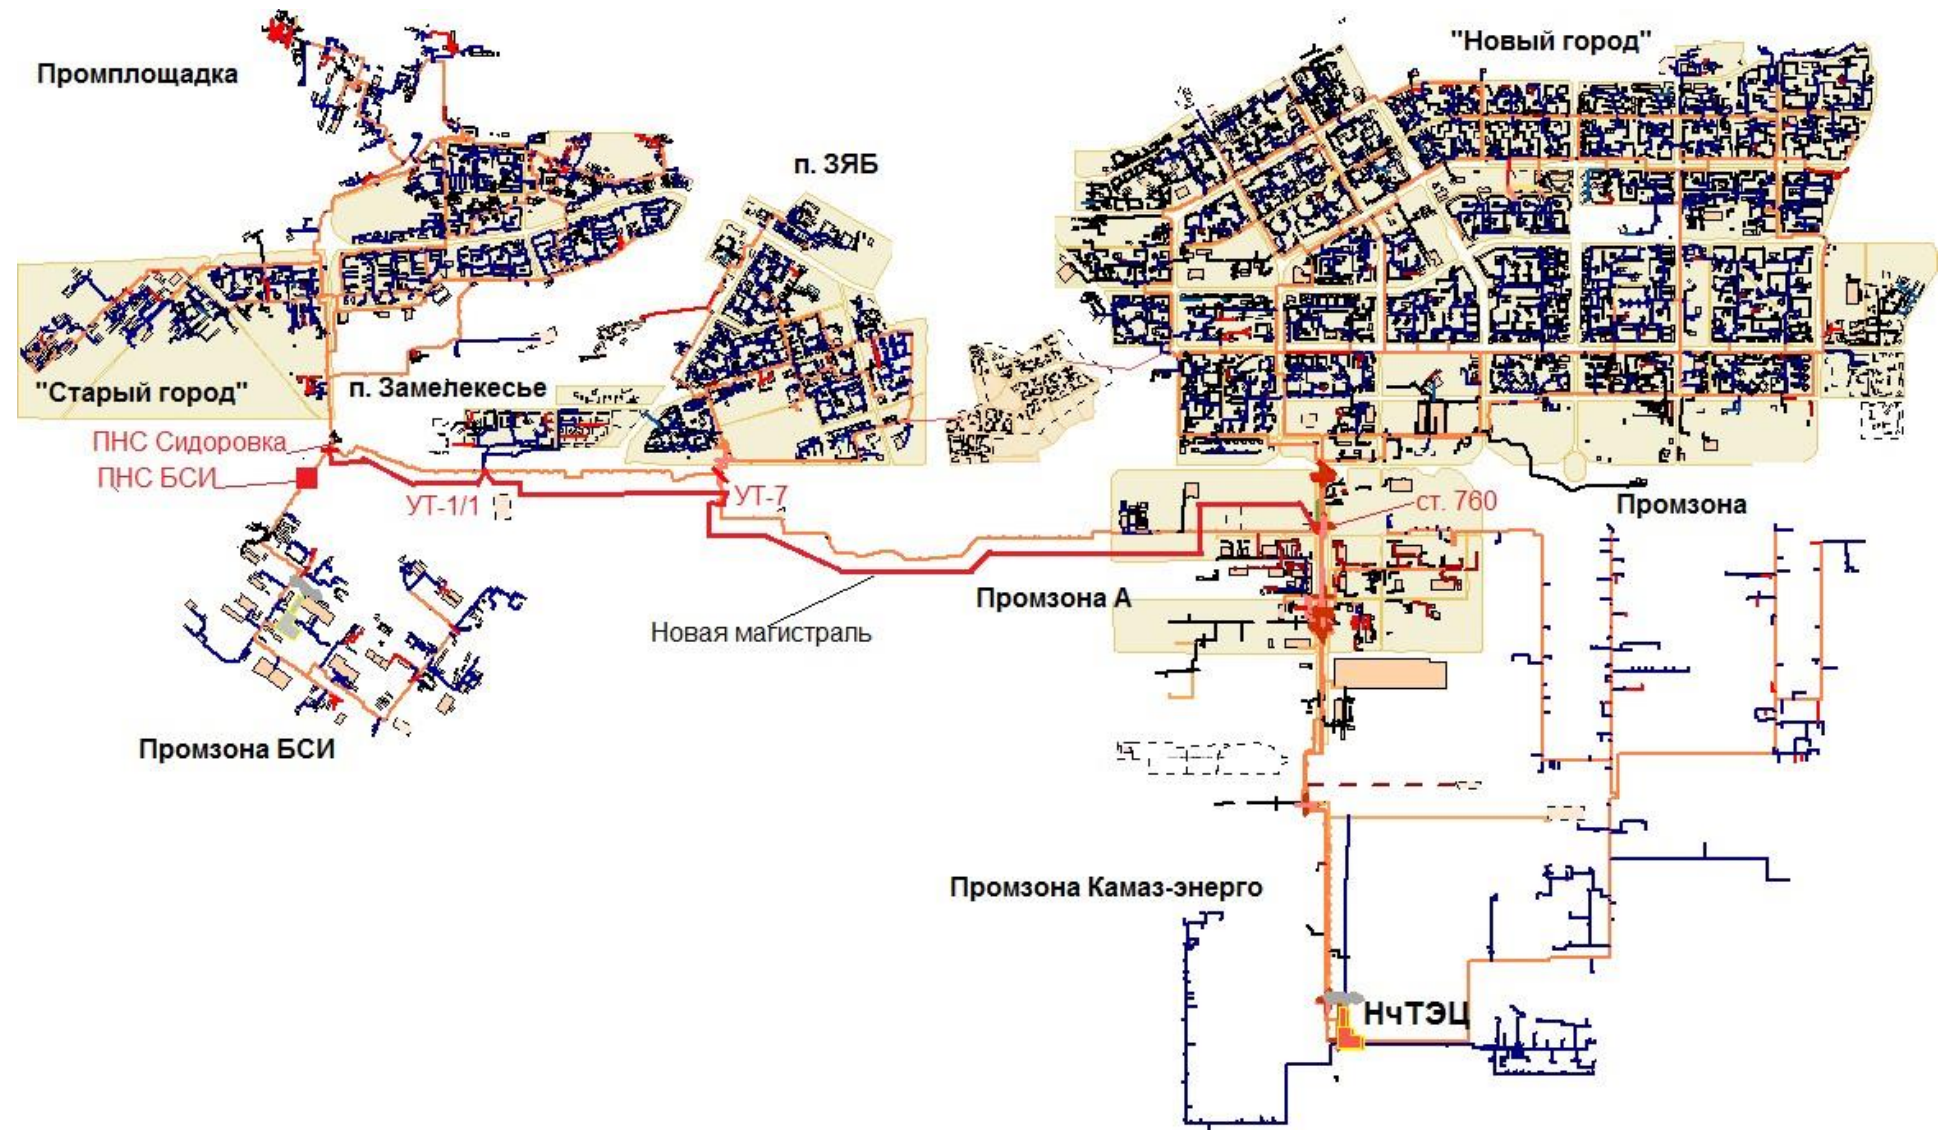 "Новый город"
Промплощадка
п. ЗЯБ
"Старый город"
п. Замелекесье
ПНС Сидоровка
ПНС БСИ
УТ-1/1
УТ-7
ст. 760
Промзона
Промзона А
Новая магистраль
Промзона БСИ
Промзона Камаз-энерго
НчТЭЦ